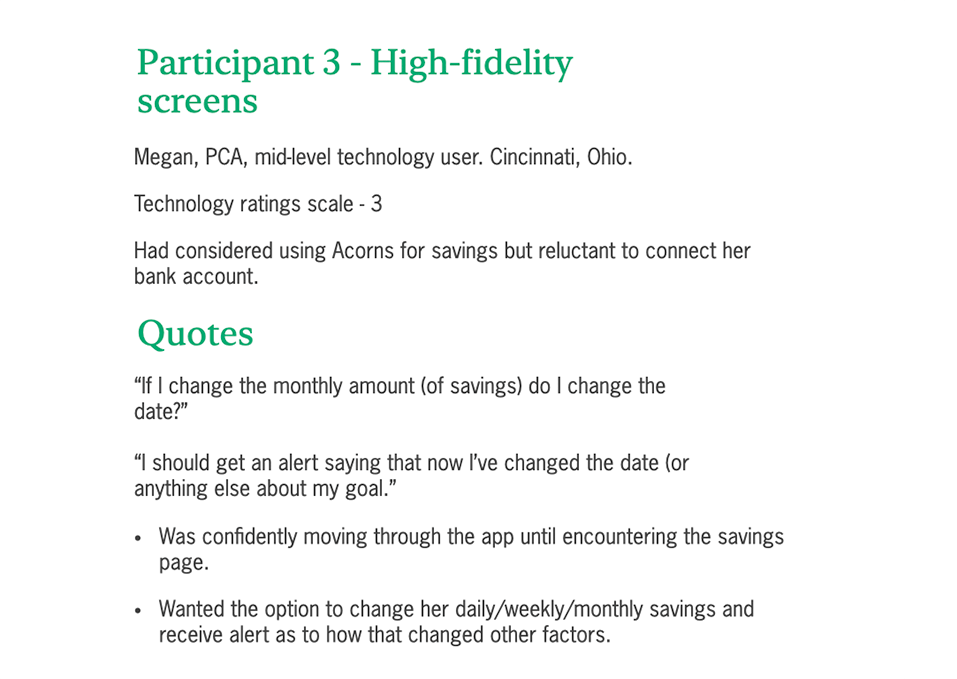 Participant 3 - High-fidelity
screens
Megan, PCA, mid-level technology user. Cincinnati, Ohio.
Technology ratings scale - 3
Had considered using Acorns for savings but reluctant to connect her
bank account.
Quotes
“If I change the monthly amount (of savings) do I change the
date?”
“I should get an alert saying that now I’ve changed the date (or
anything else about my goal.”
• Was confidently moving through the app until encountering the savings
page.
• Wanted the option to change her daily/weekly/monthly savings and
receive alert as to how that changed other factors.